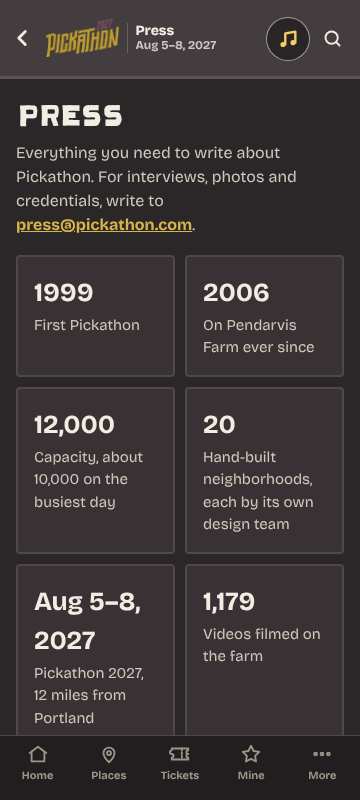 2027
PICKATHON
Press
Aug 5–8, 2027
PRESS
Everything you need to write about
Pickathon. For interviews, photos and
credentials, write to
press@pickathon.com.
1999
First Pickathon
2006
On Pendarvis
Farm ever since
12,000
Capacity, about
10,000 on the
busiest day
20
Hand-built
neighborhoods,
each by its own
design team
Aug 5–8,
2027
Pickathon 2027,
12 miles from
Portland
1,179
Videos filmed on
the farm
Home
Places
Tickets
Mine
More